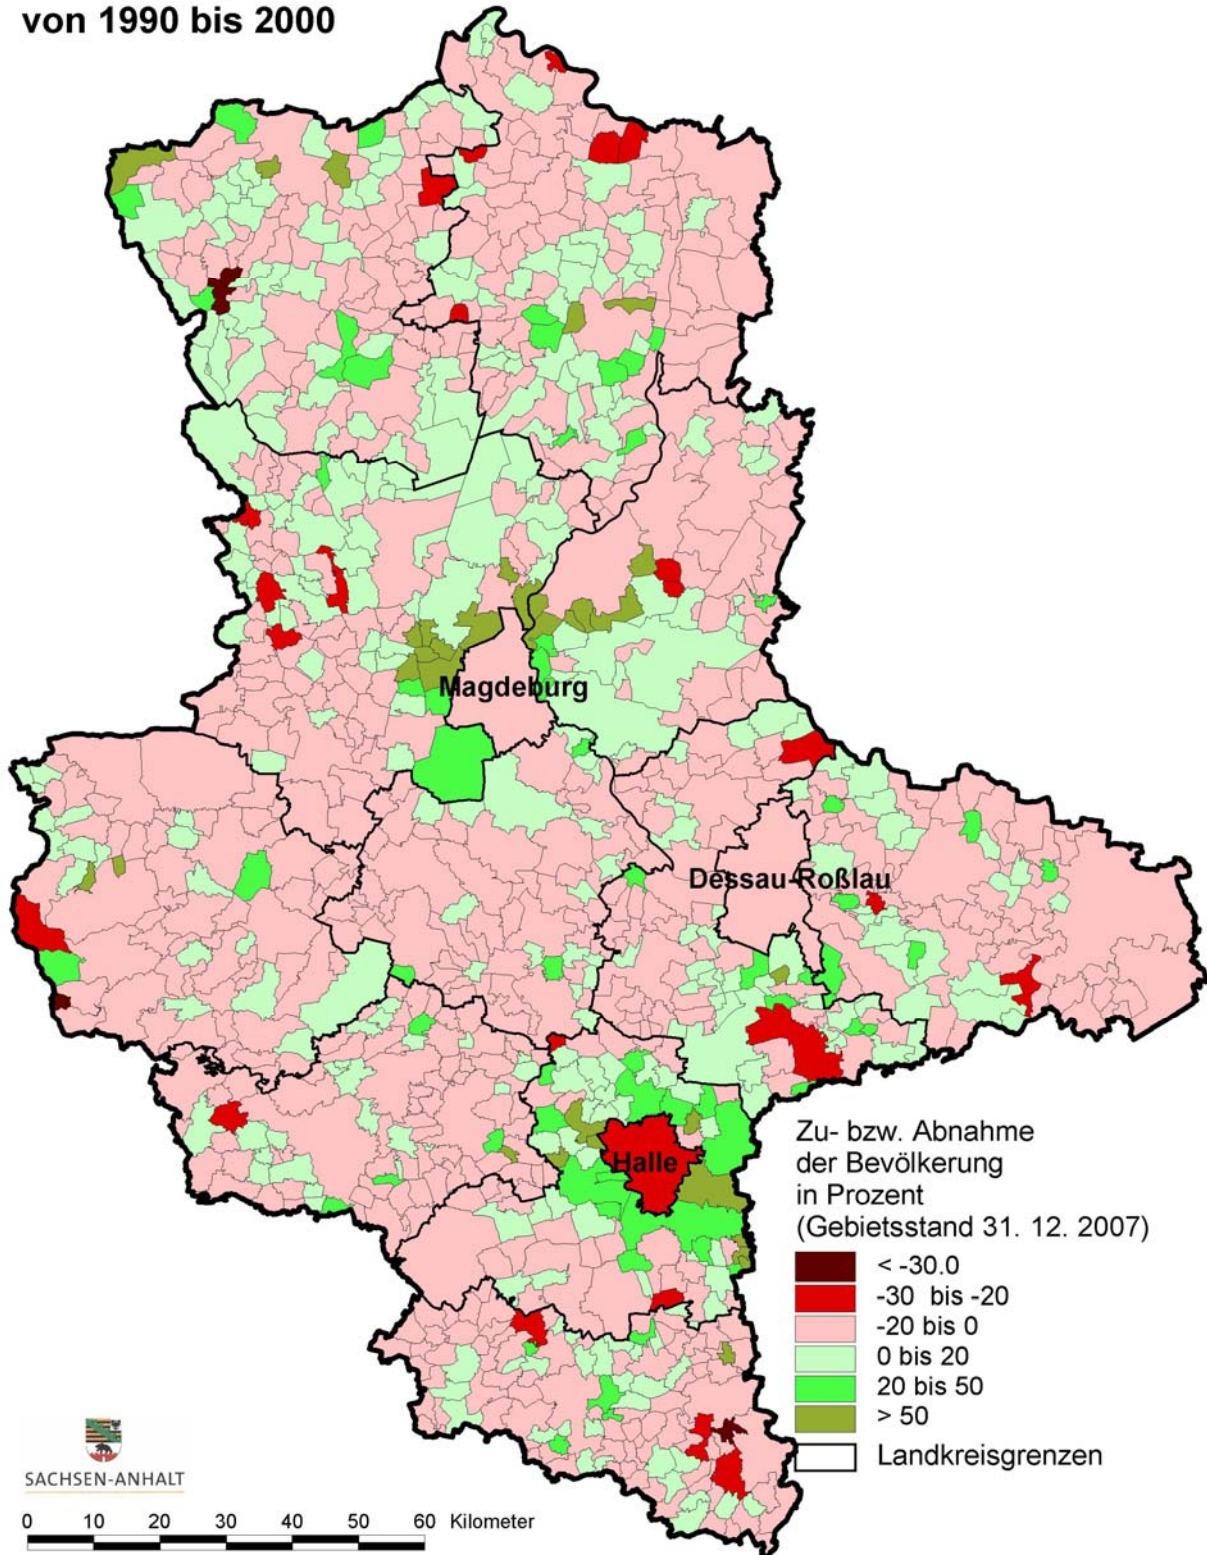 von 1990 bis 2000
Magdeburg
Dessau-Roßlau
Halle
Zu- bzw. Abnahme
der Bevölkerung
in Prozent
(Gebietsstand 31. 12. 2007)
< -30.0
-30 bis -20
-20 bis 0
0 bis 20
20 bis 50
> 50
Landkreisgrenzen
SACHSEN-ANHALT
0 10 20 30 40 50 60 Kilometer